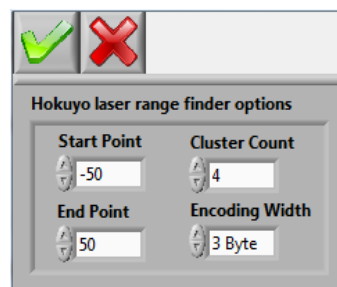 Hokuyo laser range finder options
Start Point
Cluster Count
-50
4
End Point
Encoding Width
50
3 Byte